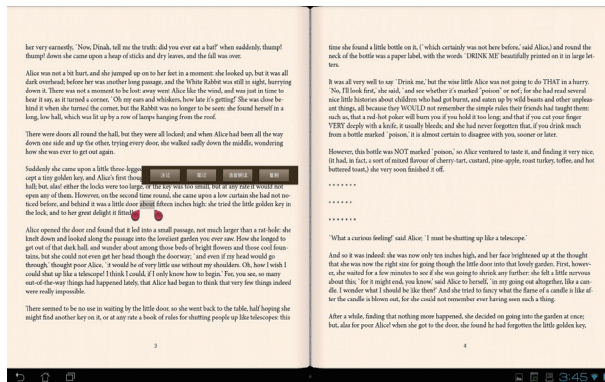 her very earnestly, 'Now, Dinah, tell me the truth: did you ever eat a bat?' when suddenly, thump!
thump! down she came upon a heap of sticks and dry leaves, and the fall was over.
Alice was not a bit hurt, and she jumped up on to her feet in a moment: she looked up, but it was all
dark overhead; before her was another long passage, and the White Rabbit was still in sight, hurrying
down it. There was not a moment to be lost: away went Alice like the wind, and was just in time to
hear it say, as it turned a corner, 'Oh my ears and whiskers, how late it's getting!' She was close be-
hind it when she turned the corner, but the Rabbit was no longer to be seen: she found herself in a
long, low hall, which was lit up by a row of lamps hanging from the roof.
There were doors all round the hall, but they were all locked; and when Alice had been all the way
down one side and up the other, trying every door, she walked sadly down the middle, wondering
how she was ever to get out again.
Suddenly she came upon a little three-legged
cept a tiny golden key, and Alice's first thoug
hall; but, alas! either the locks were too large, or the key was too small, but at any rate it would not
open any of them. However, on the second time round, she came upon a low curtain she had not no-
ticed before, and behind it was a little door about fifteen inches high: she tried the little golden key in
the lock, and to her great delight it fitted!
Alice opened the door and found that it led into a small passage, not much larger than a rat-hole: she
knelt down and looked along the passage into the loveliest garden you ever saw. How she longed to
get out of that dark hall, and wander about among those beds of bright flowers and those cool foun-
tains, but she could not even get her head though the doorway; 'and even if my head would go
through,' thought poor Alice, 'it would be of very little use without my shoulders. Oh, how I wish I
could shut up like a telescope! I think I could, if I only know how to begin.' For, you see, so many
out-of-the-way things had happened lately, that Alice had begun to think that very few things indeed
were really impossible.
There seemed to be no use in waiting by the little door, so she went back to the table, half hoping she
might find another key on it, or at any rate a book of rules for shutting people up like telescopes: this
3
time she found a little bottle on it, ('which certainly was not here before,' said Alice,) and round the
neck of the bottle was a paper label, with the words 'DRINK ME' beautifully printed on it in large let-
ters.
It was all very well to say 'Drink me,' but the wise little Alice was not going to do THAT in a hurry.
'No, I'll look first,' she said, 'and see whether it's marked "poison" or not'; for she had read several
nice little histories about children who had got burnt, and eaten up by wild beasts and other unpleas-
ant things, all because they WOULD not remember the simple rules their friends had taught them:
such as, that a red-hot poker will burn you if you hold it too long; and that if you cut your finger
VERY deeply with a knife, it usually bleeds; and she had never forgotten that, if you drink much
from a bottle marked 'poison,' it is almost certain to disagree with you, sooner or later.
However, this bottle was NOT marked 'poison,' so Alice ventured to taste it, and finding it very nice,
(it had, in fact, a sort of mixed flavour of cherry-tart, custard, pine-apple, roast turkey, toffee, and hot
buttered toast,) she very soon finished it off.
* * * * * * *
* * * * * *
* * * * * * *
'What a curious feeling!' said Alice; 'I must be shutting up like a telescope.'
And so it was indeed: she was now only ten inches high, and her face brightened up at the thought
that she was now the right size for going though the little door into that lovely garden. First, howev-
er, she waited for a few minutes to see if she was going to shrink any further: she felt a little nervous
about this; 'for it might end, you know,' said Alice to herself, 'in my going out altogether, like a can-
dle. I wonder what I should be like then?' And she tried to fancy what the flame of a candle is like af-
ter the candle is blown out, for she could not remember ever having seen such a thing.
After a while, finding that nothing more happened, she decided on going into the garden at once;
but, alas for poor Alice! when she got to the door, she found he had forgotten the little golden key,
4
3:45